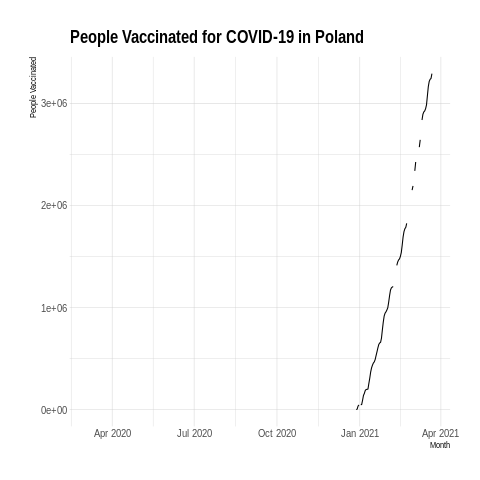 People Vaccinated for COVID-19 in Poland
People Vaccinated
3e+06
2e+06
1e+06
0e+00
Apr 2020 Jul 2020 Oct 2020 Jan 2021 Apr 2021
Month